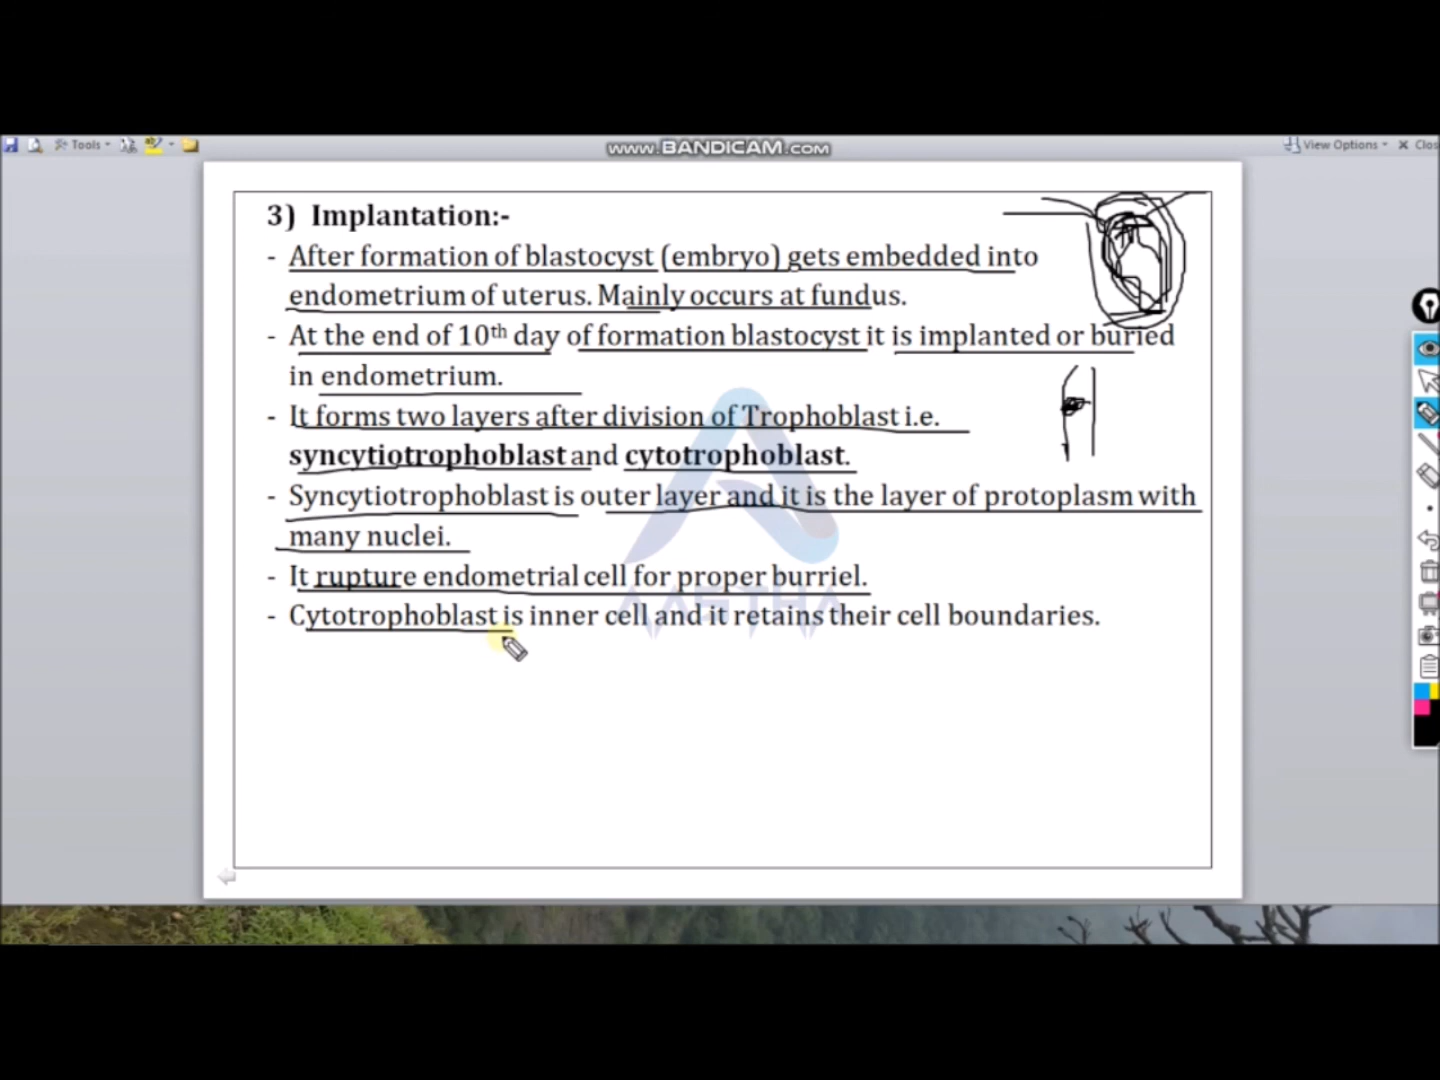 Tools
www.BANDICAM.com
View Options
Clos
3) Implantation:-
- After formation of blastocyst (embryo) gets embedded into
endometrium of uterus. Mainly occurs at fundus.
- At the end of 10th day of formation blastocyst it is implanted or buried
in endometrium.
- It forms two layers after division of Trophoblast i.e.
syncytiotrophoblast and cytotrophoblast.
- Syncytiotrophoblast is outer layer and it is the layer of protoplasm with
many nuclei.
- It rupture endometrial cell for proper burriel.
- Cytotrophoblast is inner cell and it retains their cell boundaries.
AASTHA